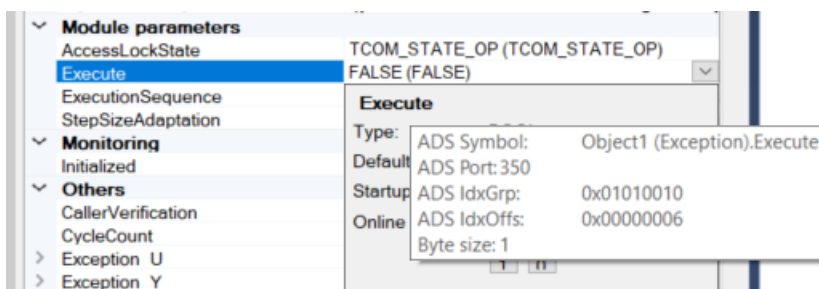 Module parameters
AccessLockState TCOM_STATE_OP (TCOM_STATE_OP)
Execute FALSE (FALSE)
ExecutionSequence
Execute
StepSizeAdaptation
Type:
ADS Symbol: Object1 (Exception).Execute
Monitoring
ADS Port: 350
Initialized
Default
Others
Startup
ADS IdxGrp: 0x01010010
CallerVerification
Online
ADS IdxOffs: 0x00000006
CycleCount
Byte size: 1
Exception U
Exception Y